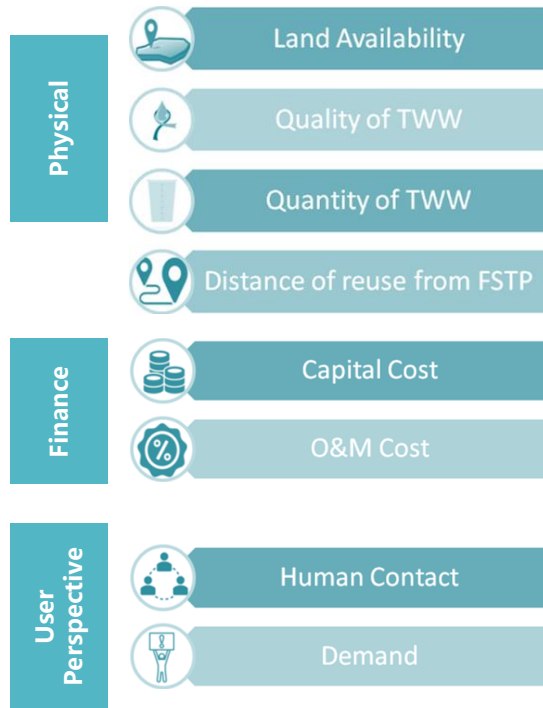 Physical
Land Availability
Quality of TWW
Quantity of TWW
Distance of reuse from FSTP
Finance
Capital Cost
%
O&M Cost
User
Perspective
Human Contact
Demand